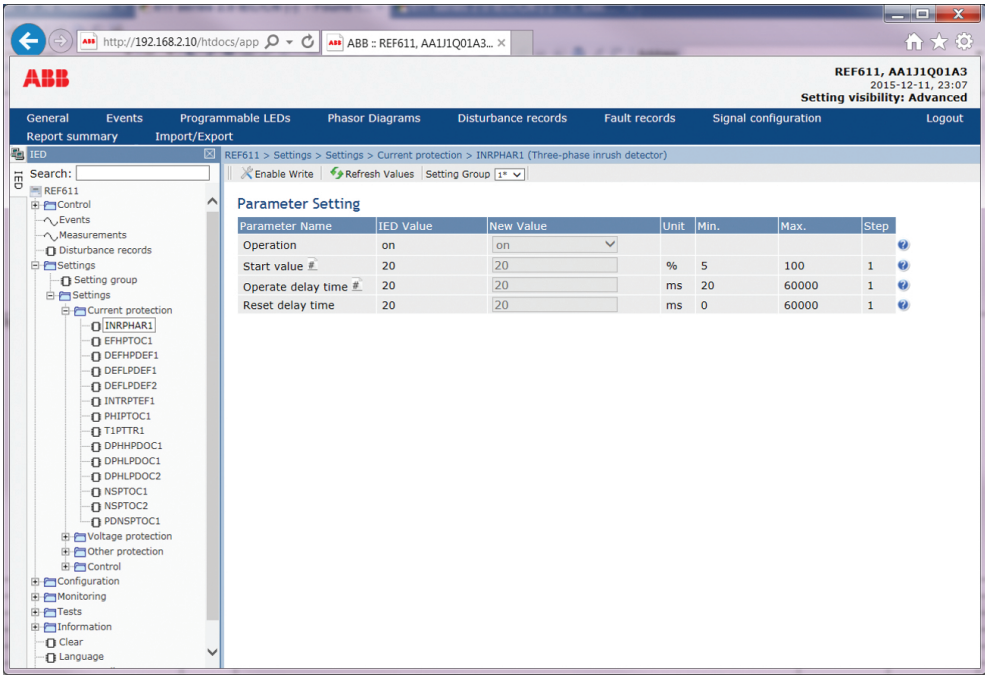 http://192.168.2.10/htdocs/app
ABB :: REF611, AA1J1Q01A3...
ABB
REF611, AA1J1Q01A3
2015-12-11, 23:07
Setting visibility: Advanced
General Events Programmable LEDs Phasor Diagrams Disturbance records Fault records Signal configuration Logout
Report summary Import/Export
IED
REF611 > Settings > Settings > Current protection > INRPHAR1 (Three-phase inrush detector)
IED
Search:
Enable Write Refresh Values Setting Group 1*
REF611
Control
Events
Measurements
Disturbance records
Settings
Setting group
Settings
Current protection
INRPHAR1
EFHPTOC1
DEFHPDEF1
DEFLPDEF1
DEFLPDEF2
INTRPTEF1
PHIPTOC1
T1PTTR1
DPHHPDOC1
DPHLPDOC1
DPHLPDOC2
NSPTOC1
NSPTOC2
PDNSPTOC1
Voltage protection
Other protection
Control
Configuration
Monitoring
Tests
Information
Clear
Language
Parameter Setting
Parameter Name IED Value New Value Unit Min. Max. Step
Operation on on
Start value # 20 20 % 5 100 1
Operate delay time # 20 20 ms 20 60000 1
Reset delay time 20 20 ms 0 60000 1